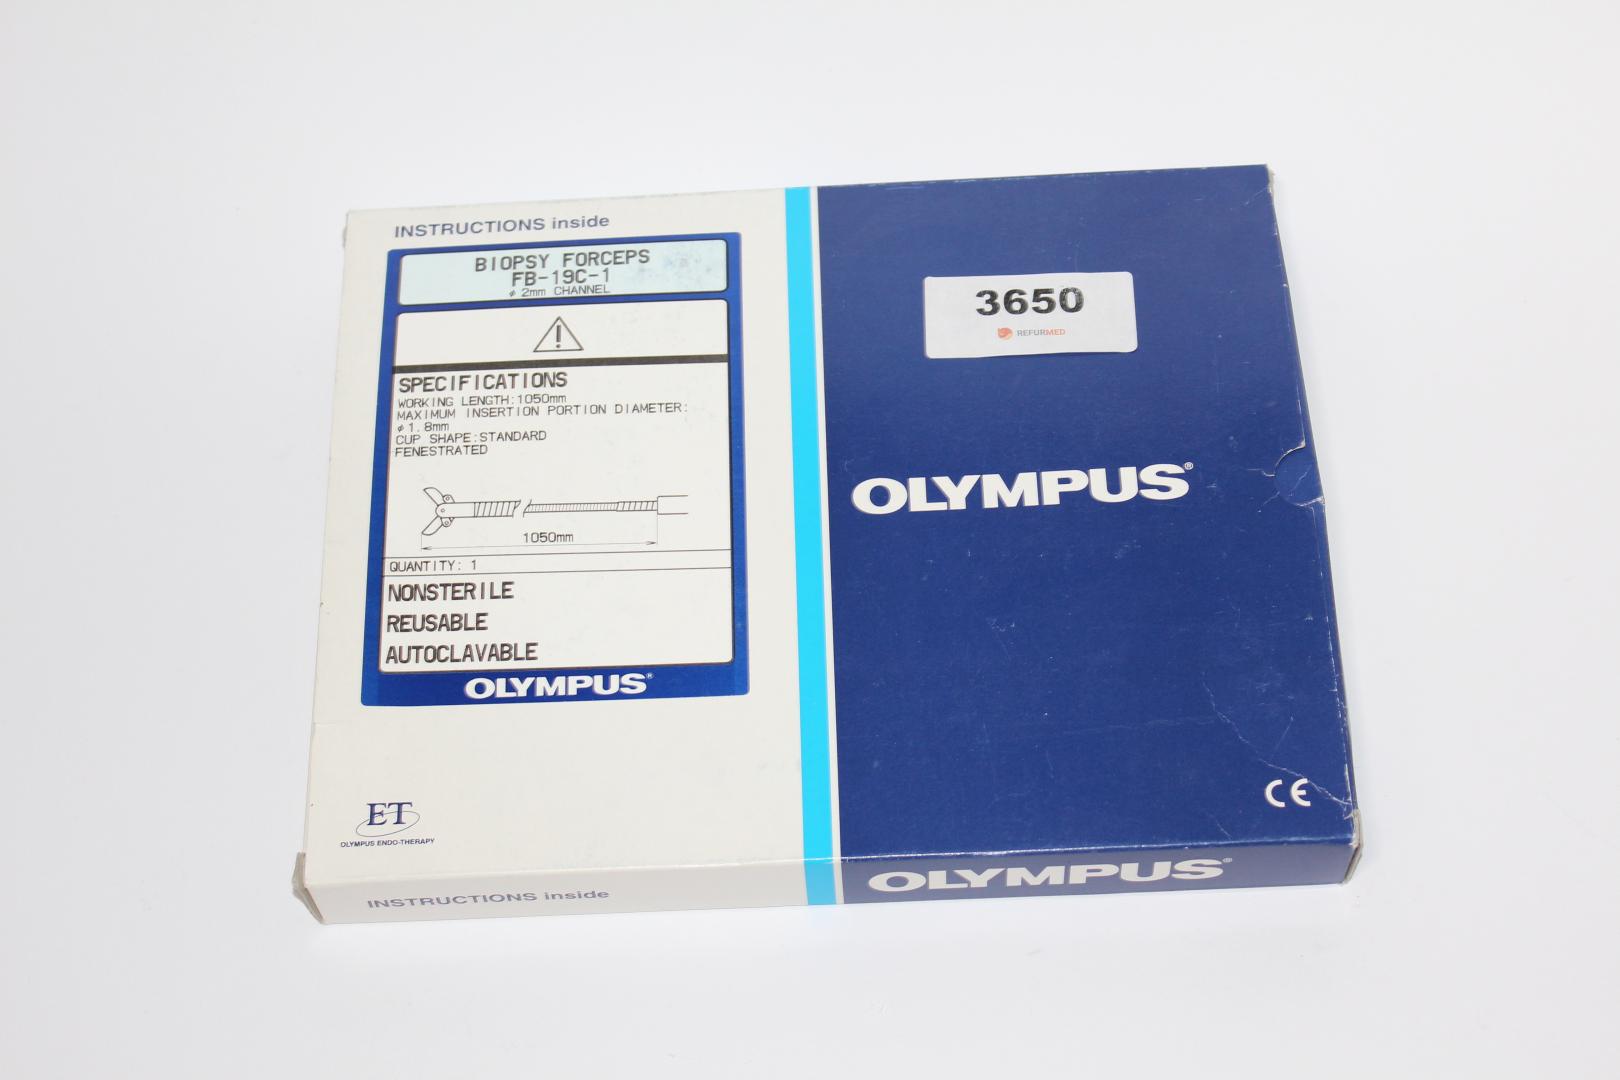 INSTRUCTIONS inside
BIOPSY FORCEPS
FB-19C-1
φ 2mm CHANNEL
SPECIFICATIONS
WORKING LENGTH:1050mm
MAXIMUM INSERTION PORTION DIAMETER:
φ1.8mm
CUP SHAPE:STANDARD
FENESTRATED
1050mm
QUANTITY: 1
NONSTERILE
REUSABLE
AUTOCLAVABLE
OLYMPUS®
ET
OLYMPUS ENDO-THERAPY
INSTRUCTIONS inside
3650
REFURMED
OLYMPUS®
CE
OLYMPUS®